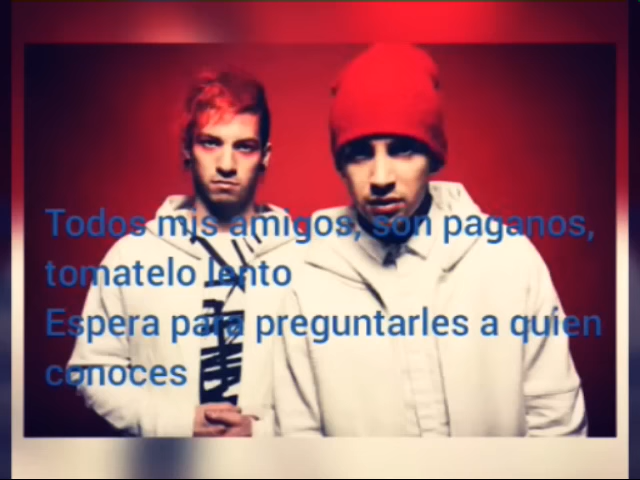 Todos mis amigos, son paganos,
tomatelo lento
Espera para preguntarles a quien
conoces